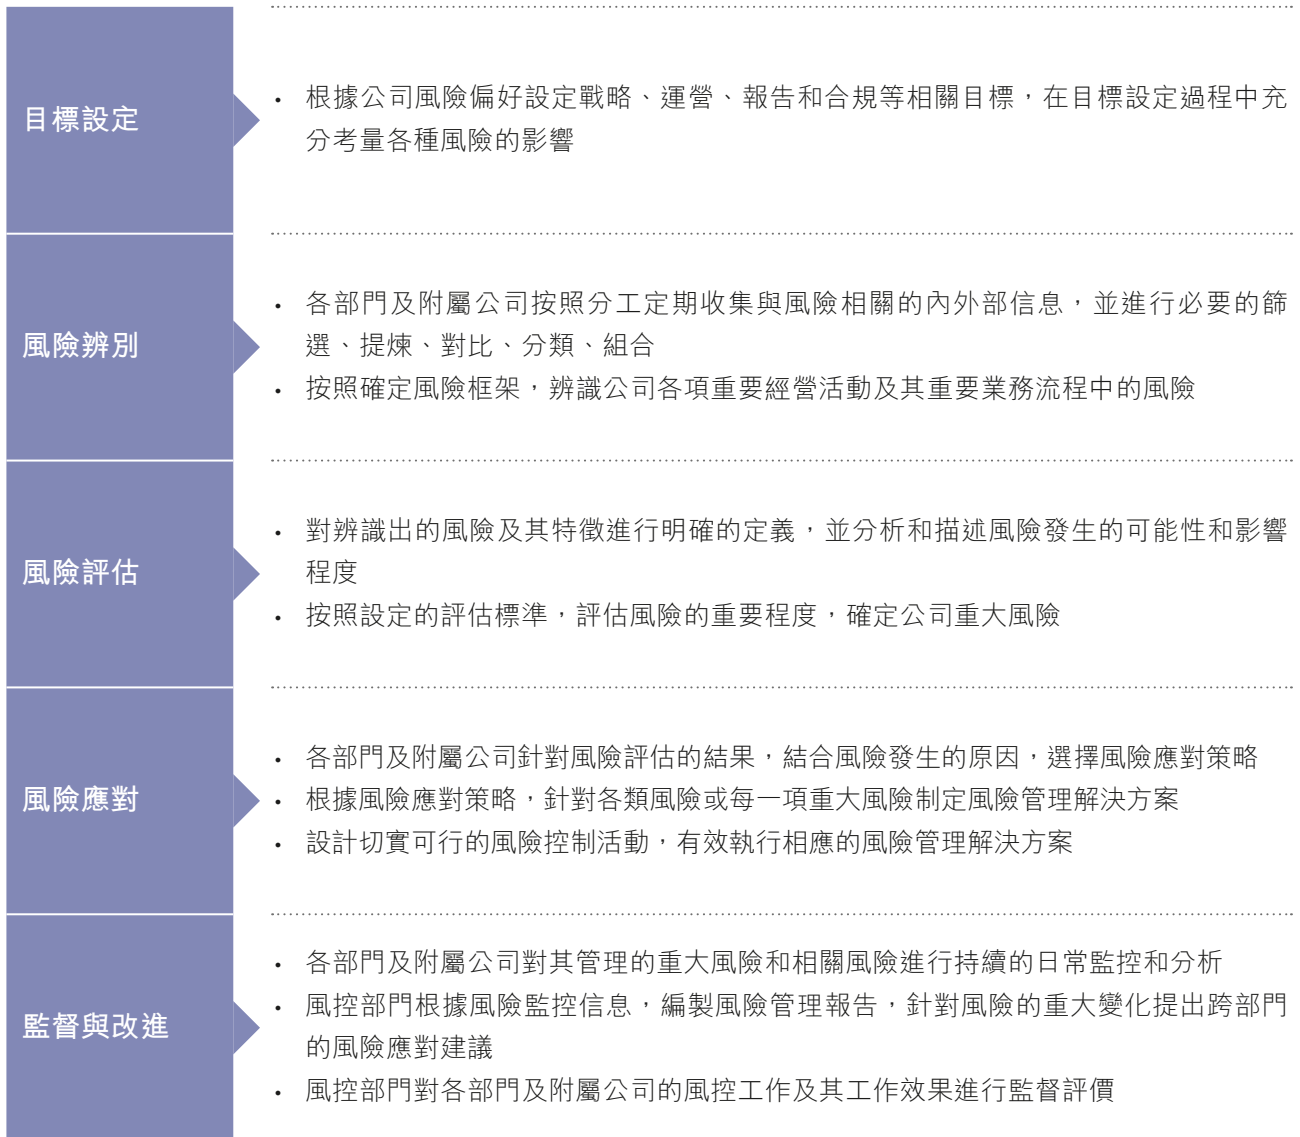 目標設定
• 根據公司風險偏好設定戰略、運營、報告和合規等相關目標，在目標設定過程中充
分考量各種風險的影響
風險辨別
• 各部門及附屬公司按照分工定期收集與風險相關的內外部信息，並進行必要的篩
選、提煉、對比、分類、組合
• 按照確定風險框架，辨識公司各項重要經營活動及其重要業務流程中的風險
風險評估
• 對辨識出的風險及其特徵進行明確的定義，並分析和描述風險發生的可能性和影響
程度
• 按照設定的評估標準，評估風險的重要程度，確定公司重大風險
風險應對
• 各部門及附屬公司針對風險評估的結果，結合風險發生的原因，選擇風險應對策略
• 根據風險應對策略，針對各類風險或每一項重大風險制定風險管理解決方案
• 設計切實可行的風險控制活動，有效執行相應的風險管理解決方案
監督與改進
• 各部門及附屬公司對其管理的重大風險和相關風險進行持續的日常監控和分析
• 風控部門根據風險監控信息，編製風險管理報告，針對風險的重大變化提出跨部門
的風險應對建議
• 風控部門對各部門及附屬公司的風控工作及其工作效果進行監督評價